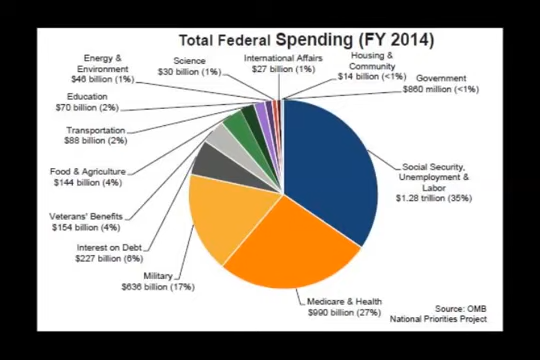 Total Federal Spending (FY 2014)
Energy &
Environment
$46 billion (1%)
Science
$30 billion (1%)
International Affairs
$27 billion (1%)
Housing &
Community
$14 billion (<1%)
Government
$860 million (<1%)
Education
$70 billion (2%)
Transportation
$88 billion (2%)
Food & Agriculture
$144 billion (4%)
Veterans' Benefits
$154 billion (4%)
Interest on Debt
$227 billion (6%)
Military
$636 billion (17%)
Social Security,
Unemployment &
Labor
$1.28 trillion (35%)
Medicare & Health
$990 billion (27%)
Source: OMB
National Priorities Project